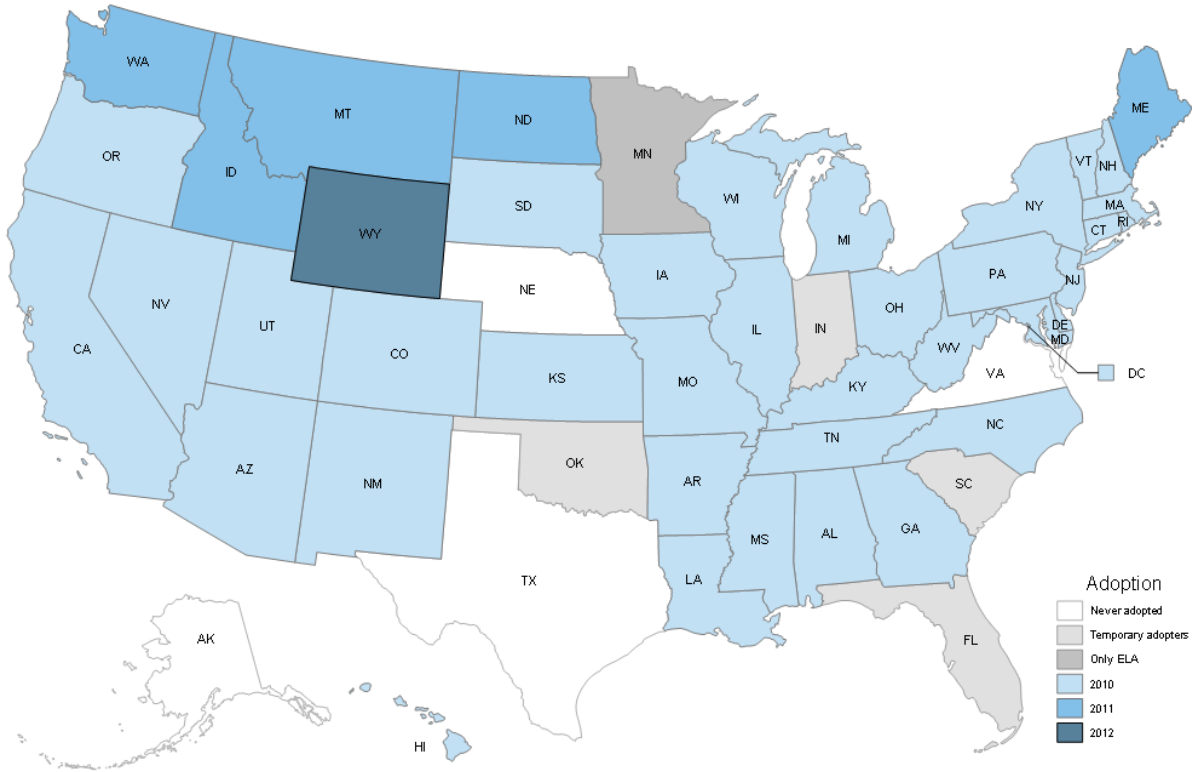 WA
MT
ND
MN
ME
OR
ID
SD
WI
VT
NH
NY
MA
CT
RI
MI
WY
IA
PA
NJ
NE
OH
NV
UT
IL
IN
DE
MD
CA
CO
WV
VA
DC
KS
MO
KY
NC
TN
AZ
NM
OK
AR
SC
MS
AL
GA
TX
LA
AK
FL
HI
Adoption
Never adopted
Temporary adopters
Only ELA
2010
2011
2012